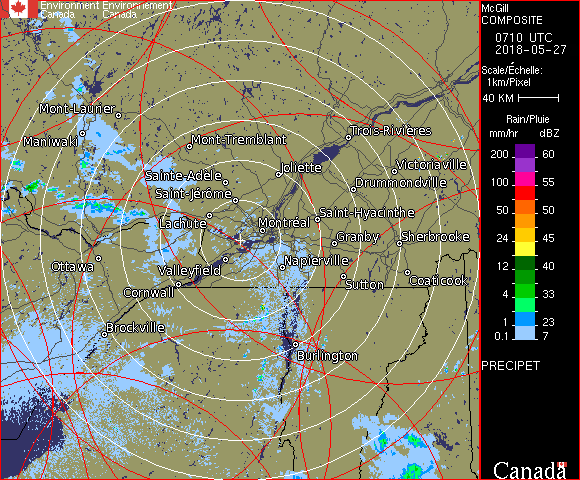 Environment Environnement
Canada Canada
McGill
COMPOSITE
0710 UTC
2018-05-27
Scale/Échelle:
1km/Pixel
40 KM
Rain/Pluie
mm/hr dBZ
200 60
100 55
50 50
24 45
12 40
4 33
1 23
0.1 7
PRECIPET
Canada
Mont-Laurier
Maniwaki
Mont-Tremblant
Trois-Rivières
Joliette
Victoriaville
Sainte-Adèle
Drummondville
Saint-Jérôme
Saint-Hyacinthe
Lachute
Montréal
Granby
Sherbrooke
Ottawa
Valleyfield
Napierville
Cornwall
Sutton
Coaticook
Brockville
Burlington